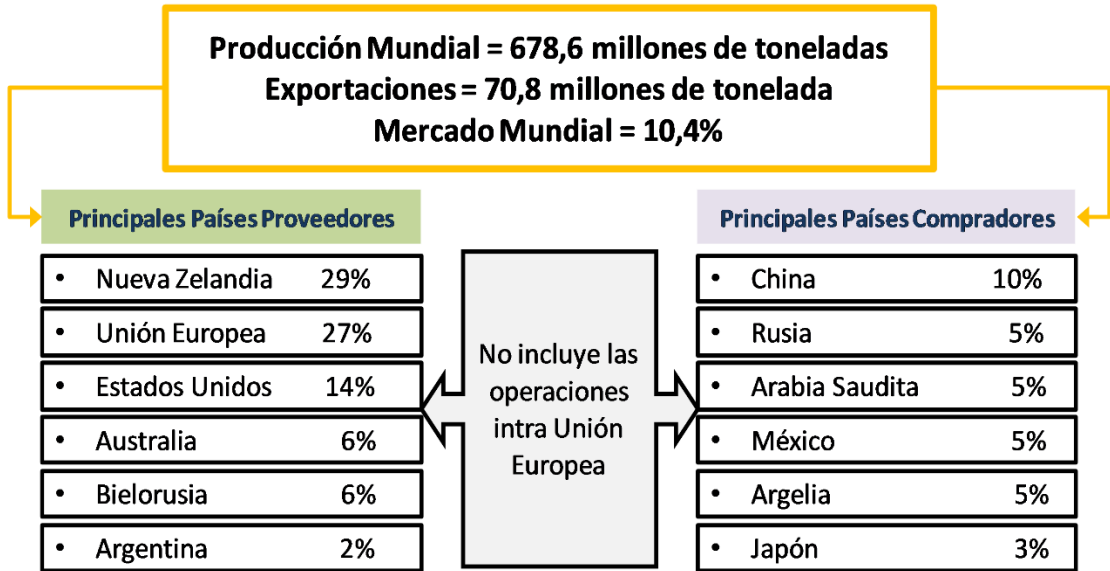 Producción Mundial = 678,6 millones de toneladas
Exportaciones = 70,8 millones de tonelada
Mercado Mundial = 10,4%
Principales Países Proveedores
• Nueva Zelandia 29%
• Unión Europea 27%
• Estados Unidos 14%
• Australia 6%
• Bielorusia 6%
• Argentina 2%
No incluye las
operaciones
intra Unión
Europea
Principales Países Compradores
• China 10%
• Rusia 5%
• Arabia Saudita 5%
• México 5%
• Argelia 5%
• Japón 3%